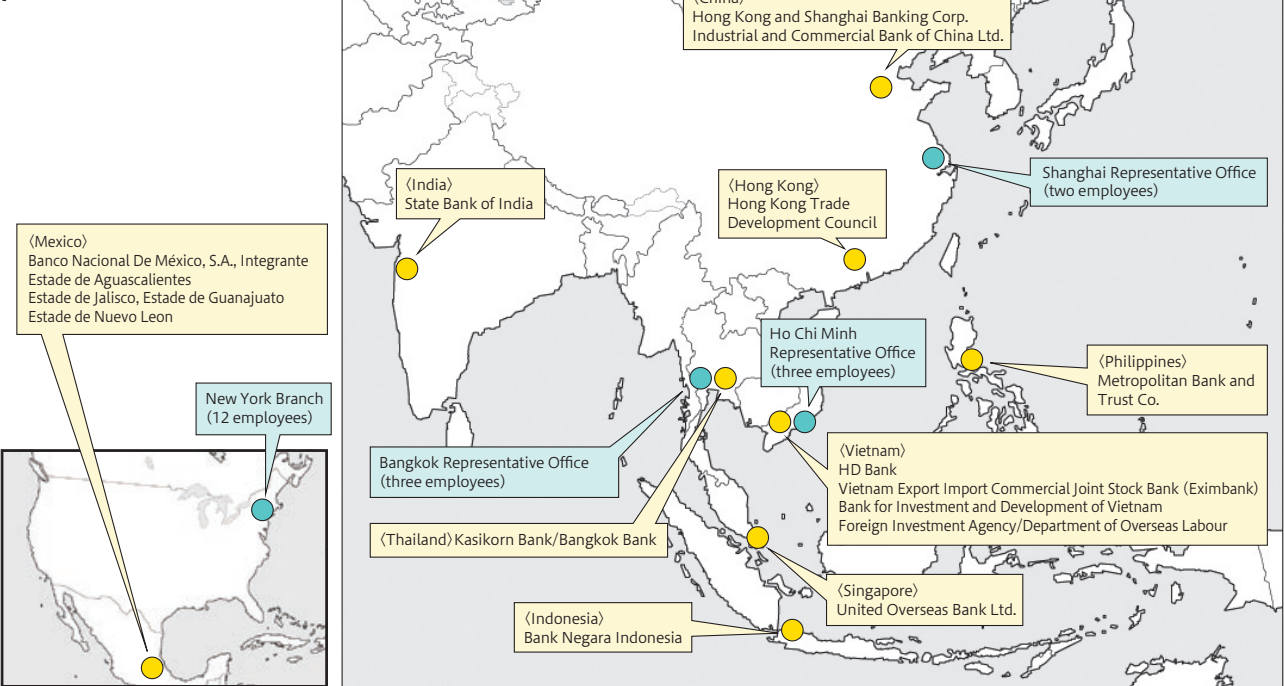 〈China〉
Hong Kong and Shanghai Banking Corp.
Industrial and Commercial Bank of China Ltd.
Shanghai Representative Office
(two employees)
〈India〉
State Bank of India
〈Hong Kong〉
Hong Kong Trade
Development Council
〈Mexico〉
Banco Nacional De México, S.A., Integrante
Estade de Aguascalientes
Estade de Jalisco, Estade de Guanajuato
Estade de Nuevo Leon
Ho Chi Minh
Representative Office
(three employees)
〈Philippines〉
Metropolitan Bank and
Trust Co.
New York Branch
(12 employees)
Bangkok Representative Office
(three employees)
〈Vietnam〉
HD Bank
Vietnam Export Import Commercial Joint Stock Bank (Eximbank)
Bank for Investment and Development of Vietnam
Foreign Investment Agency/Department of Overseas Labour
〈Thailand〉Kasikorn Bank/Bangkok Bank
〈Singapore〉
United Overseas Bank Ltd.
〈Indonesia〉
Bank Negara Indonesia